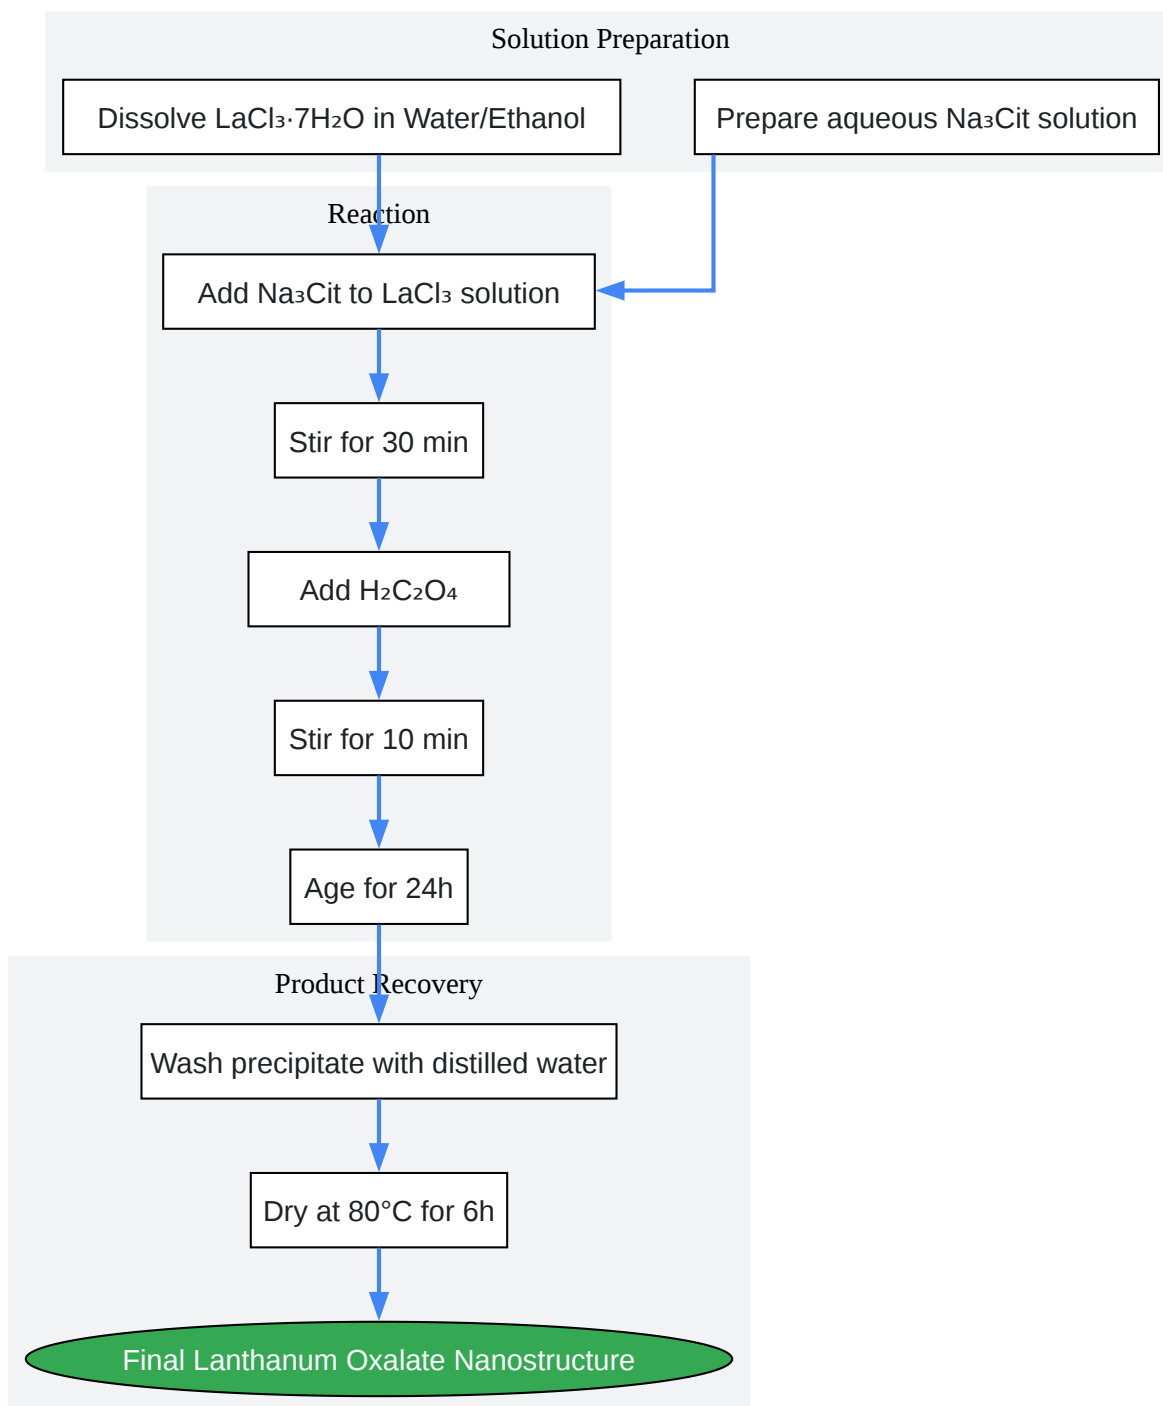 Solution Preparation
Dissolve LaCl₃·7H₂O in Water/Ethanol
Prepare aqueous Na₃Cit solution
Reaction
Add Na₃Cit to LaCl₃ solution
Stir for 30 min
Add H₂C₂O₄
Stir for 10 min
Age for 24h
Product Recovery
Wash precipitate with distilled water
Dry at 80°C for 6h
Final Lanthanum Oxalate Nanostructure